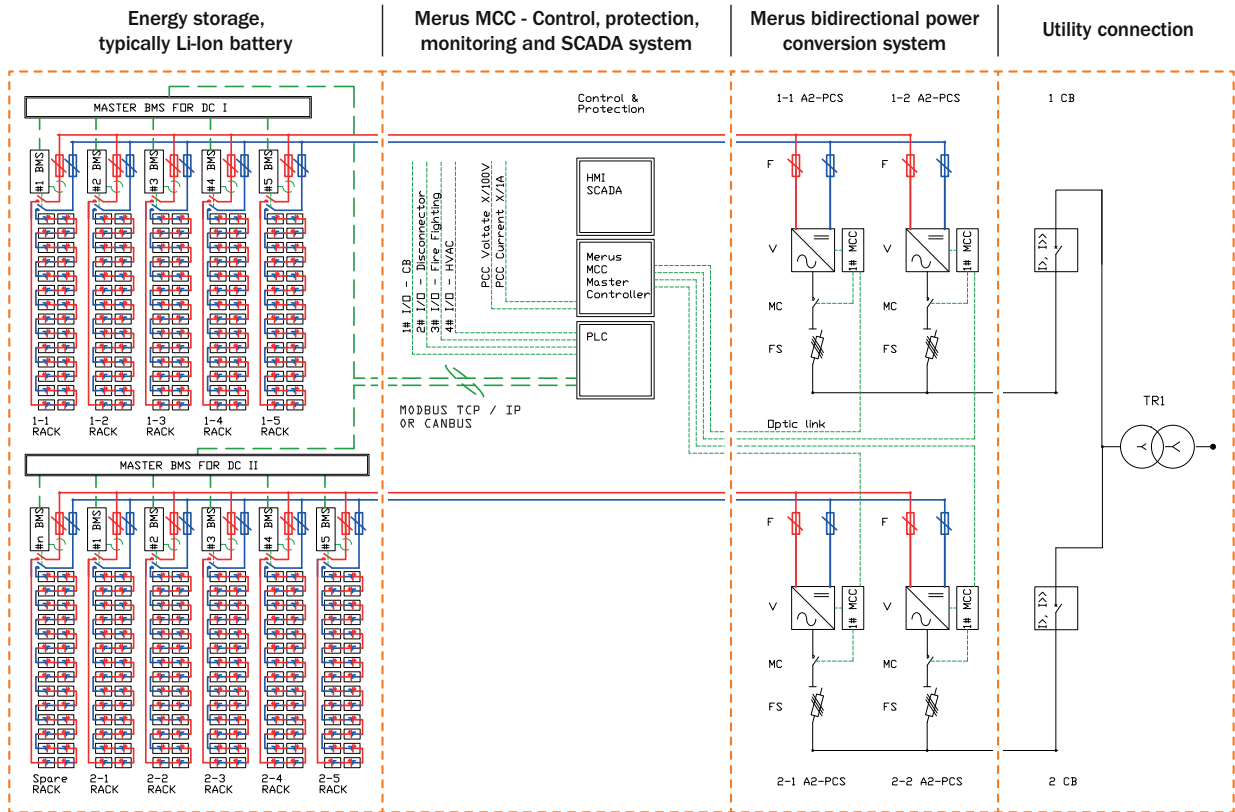 Energy storage,
typically Li-Ion battery
Merus MCC - Control, protection,
monitoring and SCADA system
Merus bidirectional power
conversion system
Utility connection
MASTER BMS FOR DC I
Control &
Protection
1-1 A2-PCS
1-2 A2-PCS
1 CB
#1 BMS
#2 BMS
#3 BMS
#4 BMS
#5 BMS
1# I/O - CB
2# I/O - Disconnector
3# I/O - Fire Fighting
4# I/O - HVAC
PCC Voltate X/100V
PCC Current X/1A
HMI
SCADA
Merus
MCC
Master
Controller
PLC
F
F
V
V
1# MCC
1# MCC
MC
MC
FS
FS
I>, I>>
MODBUS TCP / IP
OR CANBUS
Optic link
TR1
1-1
RACK
1-2
RACK
1-3
RACK
1-4
RACK
1-5
RACK
MASTER BMS FOR DC II
#n BMS
#1 BMS
#2 BMS
#3 BMS
#4 BMS
#5 BMS
F
F
V
V
1# MCC
1# MCC
MC
MC
FS
FS
I>, I>>
Spare
RACK
2-1
RACK
2-2
RACK
2-3
RACK
2-4
RACK
2-5
RACK
2-1 A2-PCS
2-2 A2-PCS
2 CB